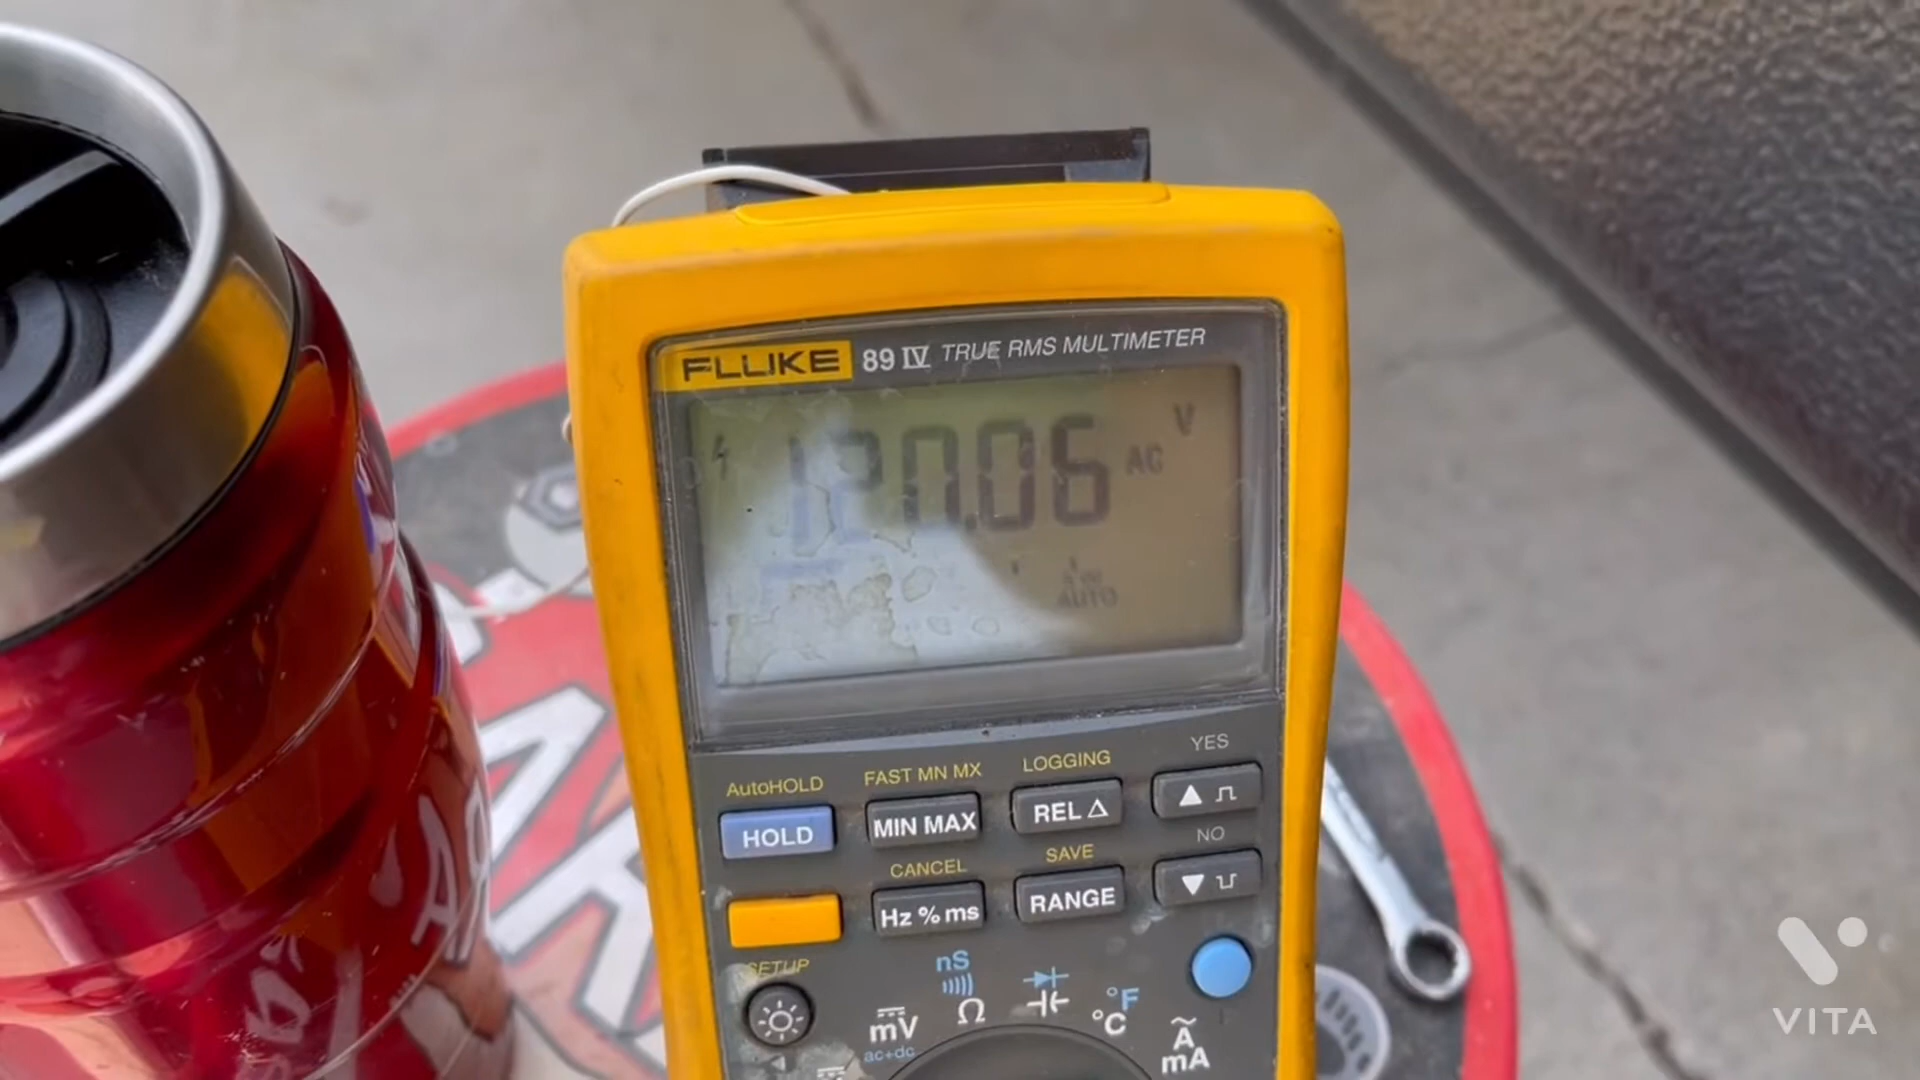 FLUKE 89 IV TRUE RMS MULTIMETER
120.06 AC V
AUTO
YES
AutoHOLD FAST MN MX LOGGING
HOLD MIN MAX REL Δ ▲
NO
CANCEL SAVE
Hz % ms RANGE ▼
SETUP
nS
mV Ω °F
ac+dc °C
A
mA
VITA